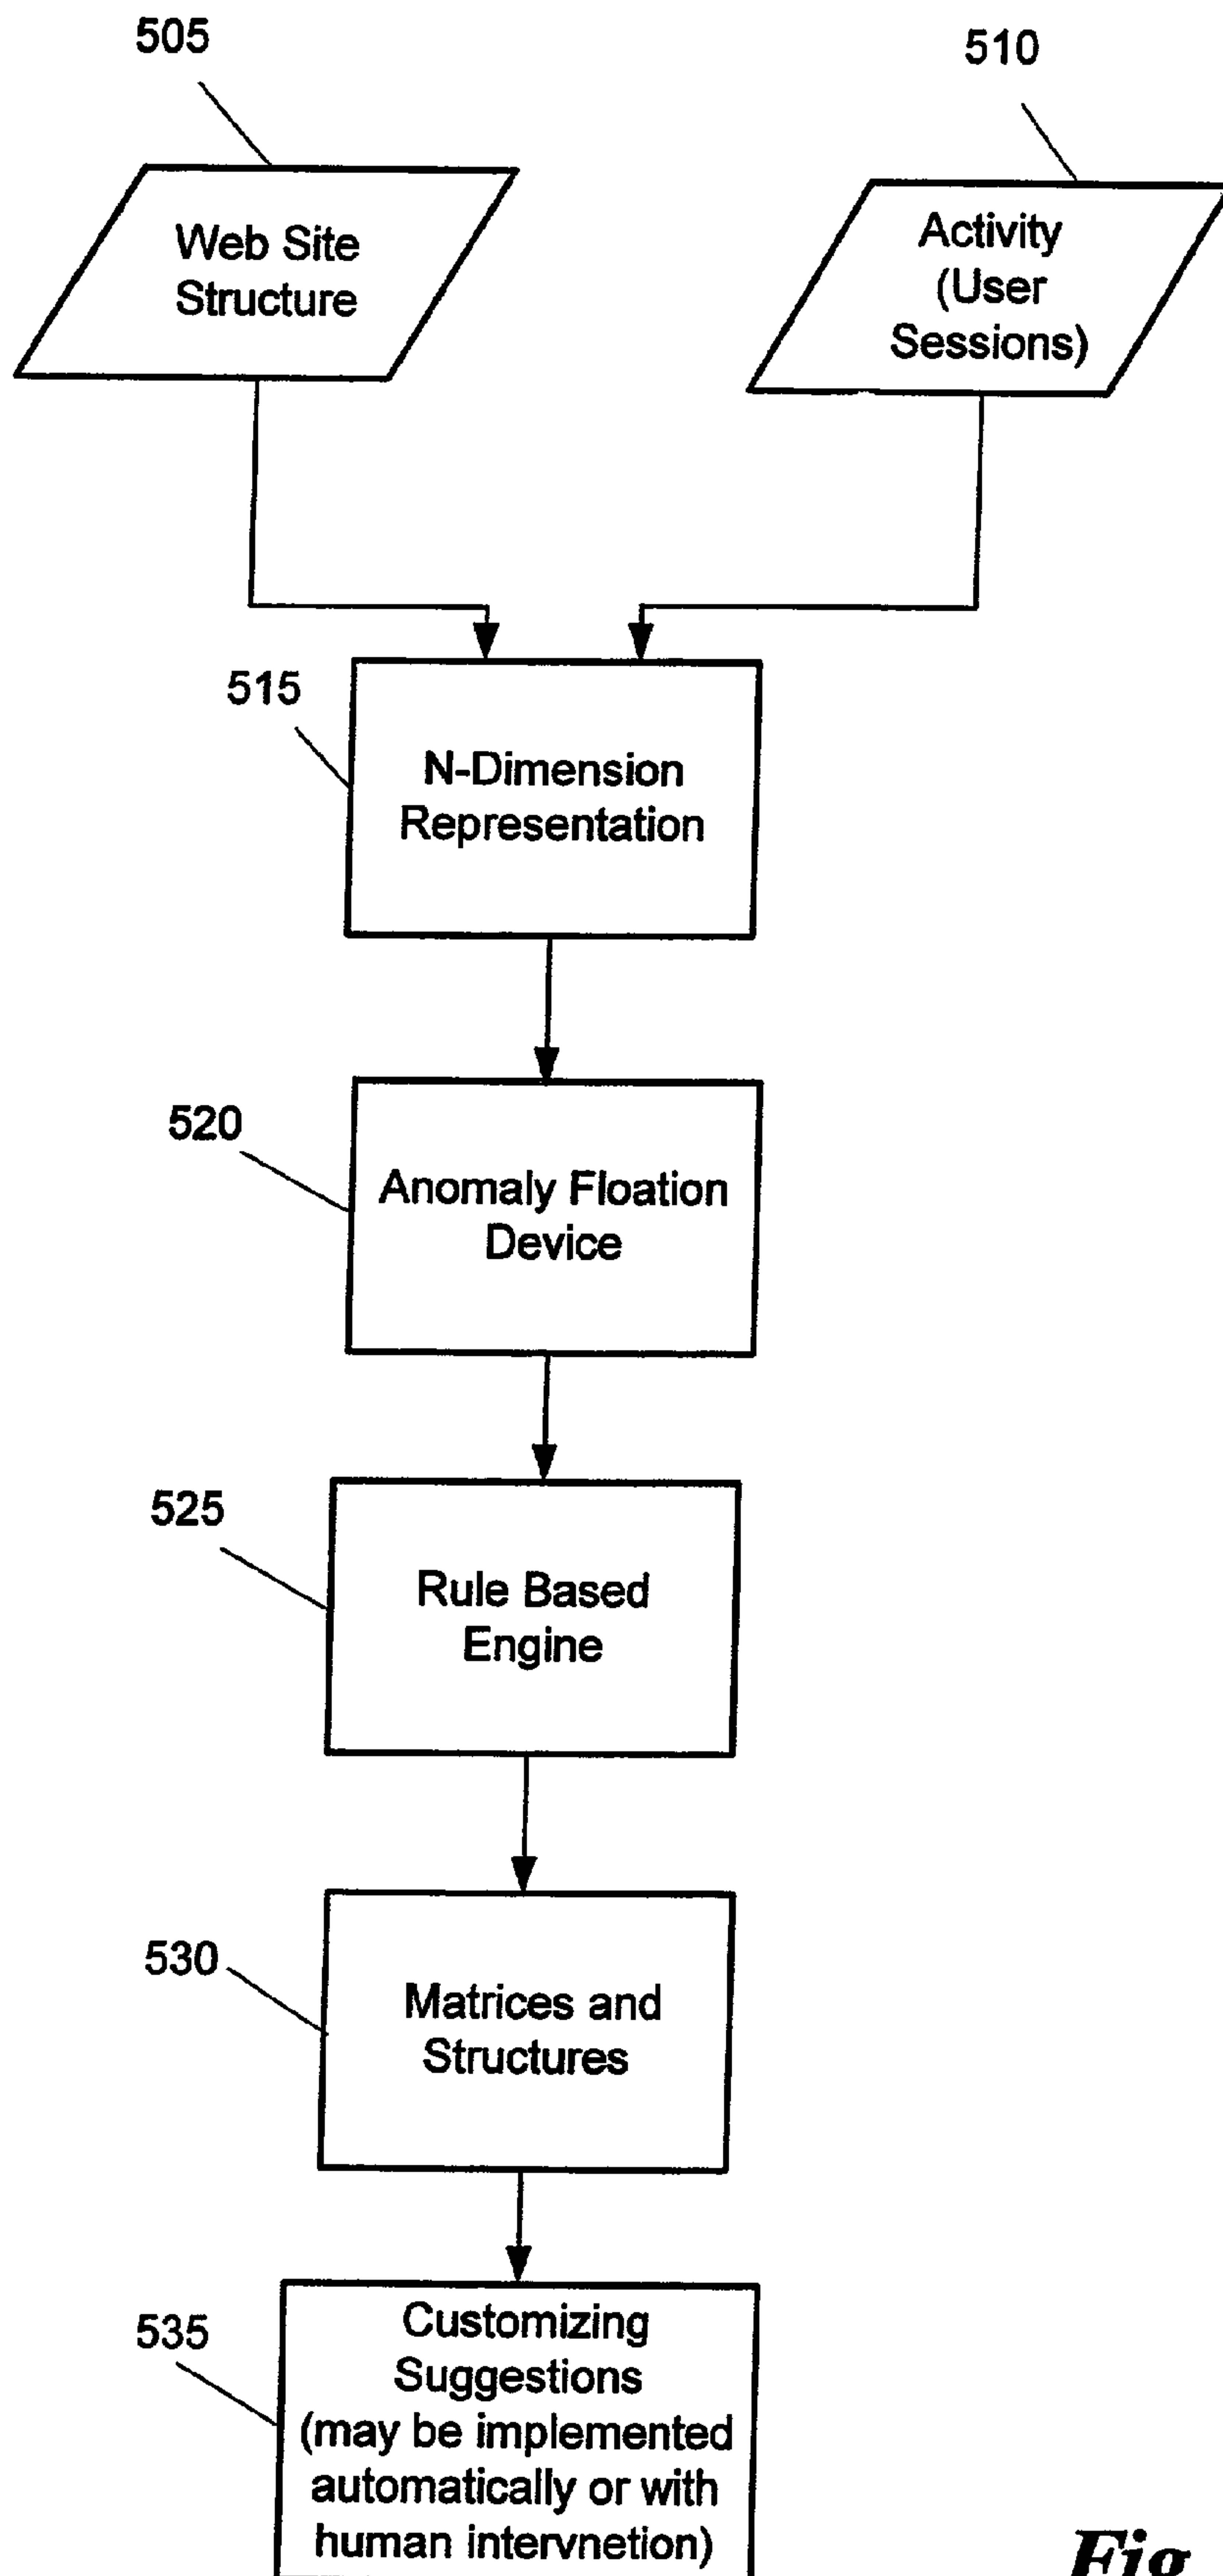 505
510
Web Site
Structure
Activity
(User
Sessions)
515
N-Dimension
Representation
520
Anomaly Floation
Device
525
Rule Based
Engine
530
Matrices and
Structures
535
Customizing
Suggestions
(may be implemented
automatically or with
human intervnetion)
Fig